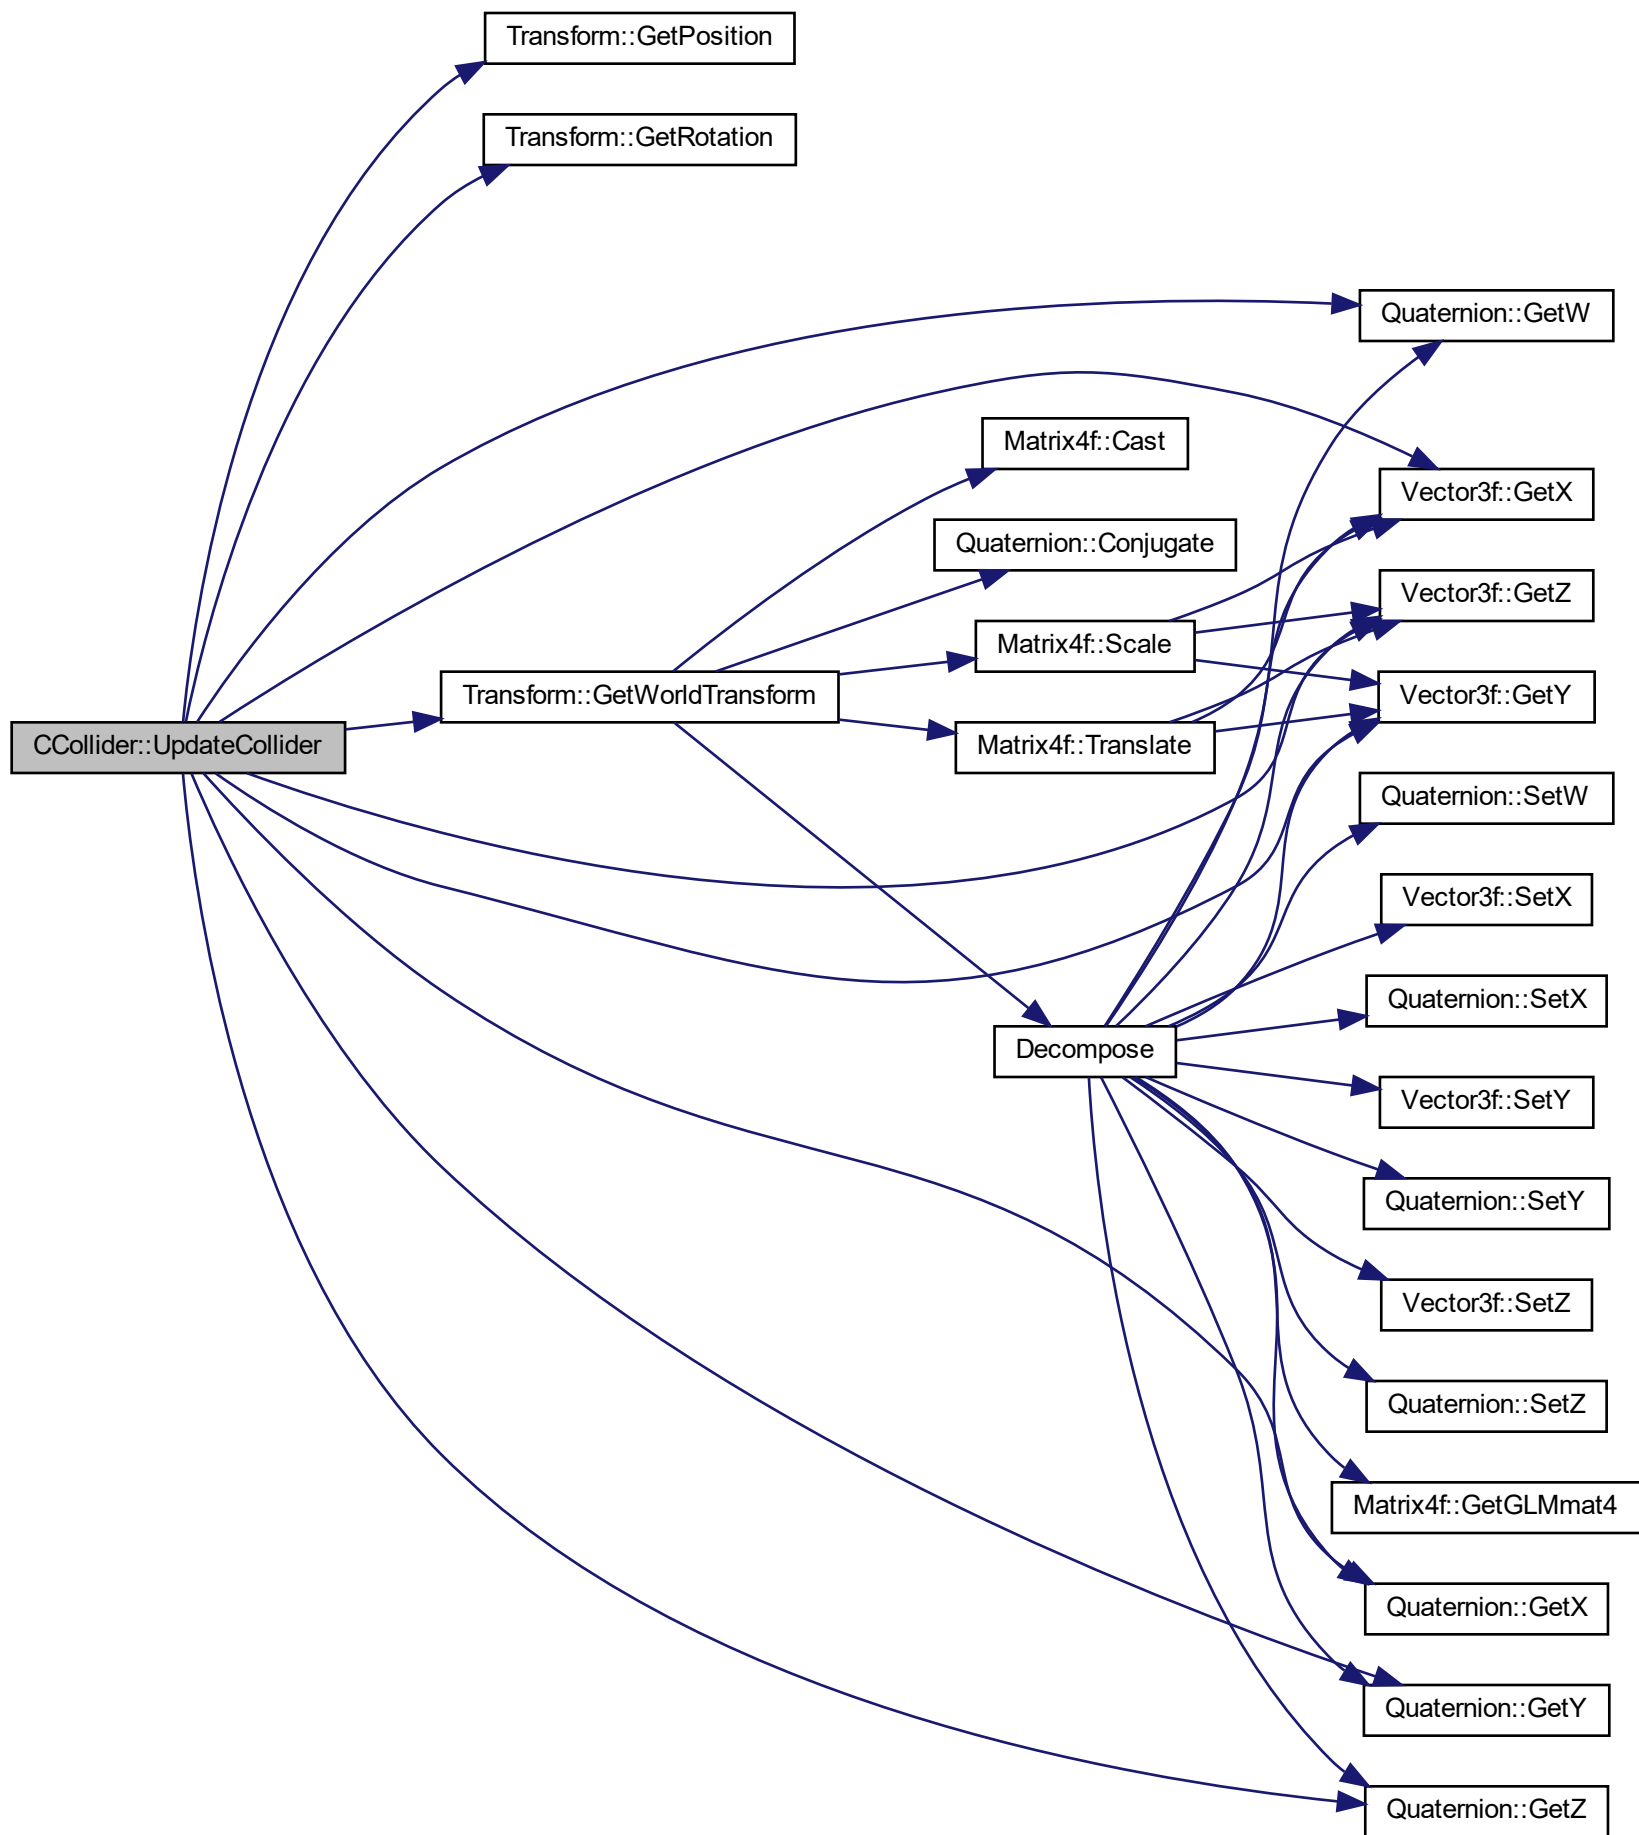 Transform::GetPosition
Transform::GetRotation
Quaternion::GetW
Matrix4f::Cast
Vector3f::GetX
Quaternion::Conjugate
Vector3f::GetZ
Matrix4f::Scale
Transform::GetWorldTransform
Vector3f::GetY
CCollider::UpdateCollider
Matrix4f::Translate
Quaternion::SetW
Vector3f::SetX
Quaternion::SetX
Decompose
Vector3f::SetY
Quaternion::SetY
Vector3f::SetZ
Quaternion::SetZ
Matrix4f::GetGLMmat4
Quaternion::GetX
Quaternion::GetY
Quaternion::GetZ